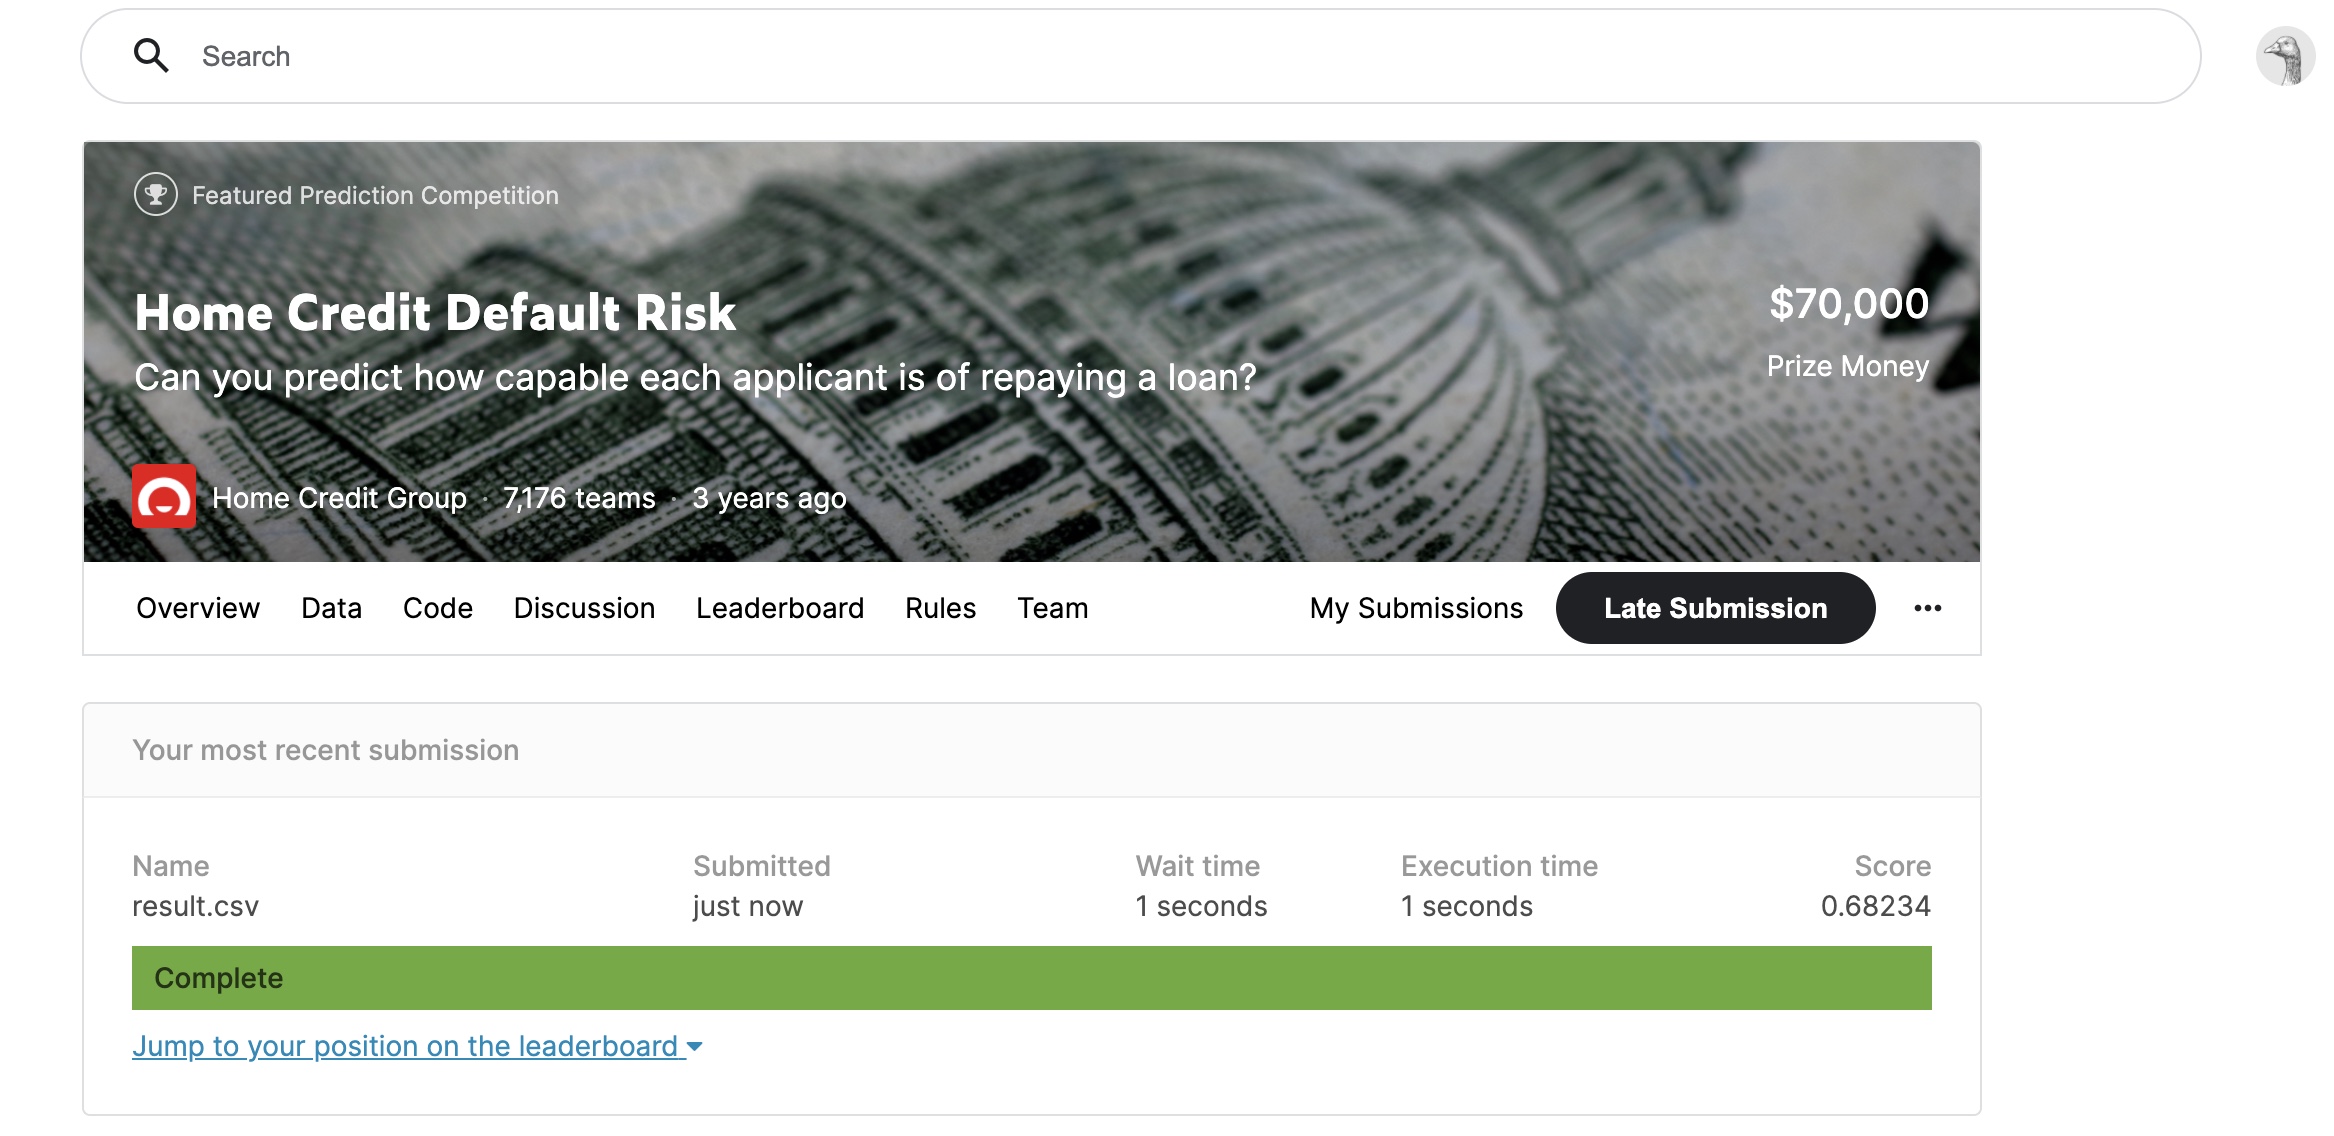 Search
Featured Prediction Competition
Home Credit Default Risk
Can you predict how capable each applicant is of repaying a loan?
$70,000
Prize Money
Home Credit Group · 7,176 teams · 3 years ago
Overview Data Code Discussion Leaderboard Rules Team My Submissions Late Submission
Your most recent submission
Name Submitted Wait time Execution time Score
result.csv just now 1 seconds 1 seconds 0.68234
Complete
Jump to your position on the leaderboard